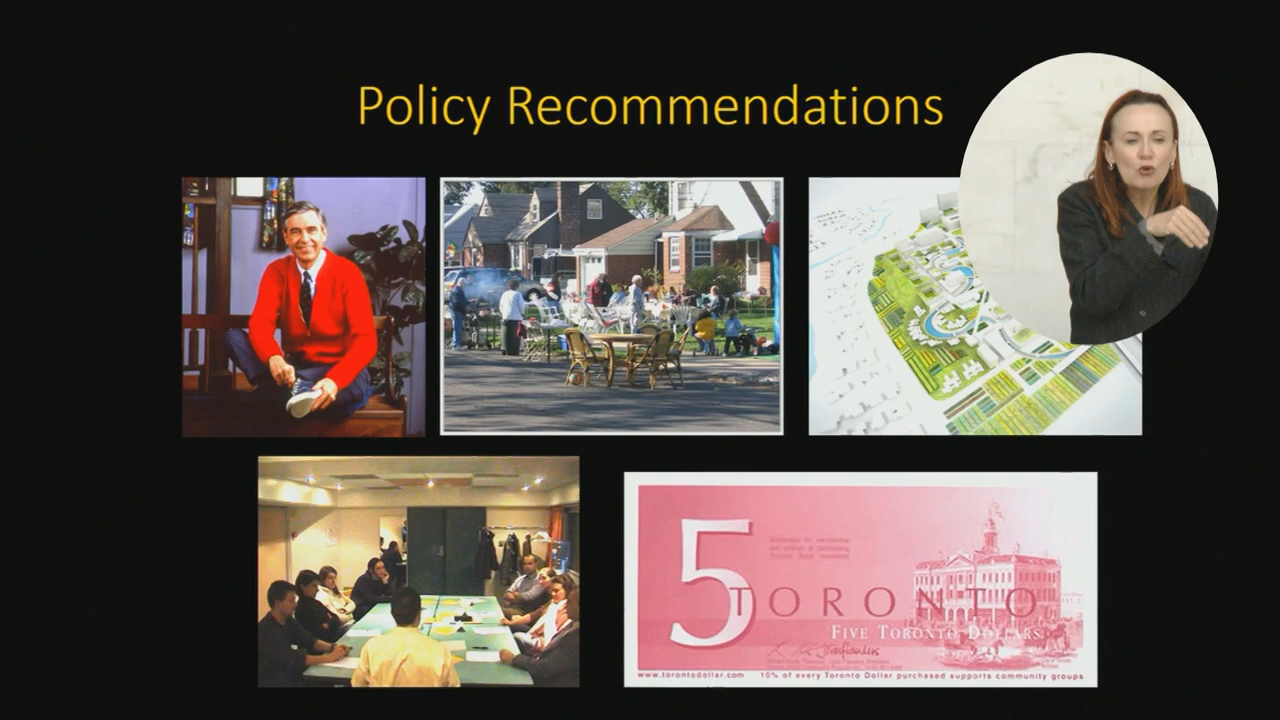 Policy Recommendations
5
TORONTO
FIVE TORONTO DOLLARS
www.torontodollar.com 10% of every Toronto Dollar purchased supports community groups